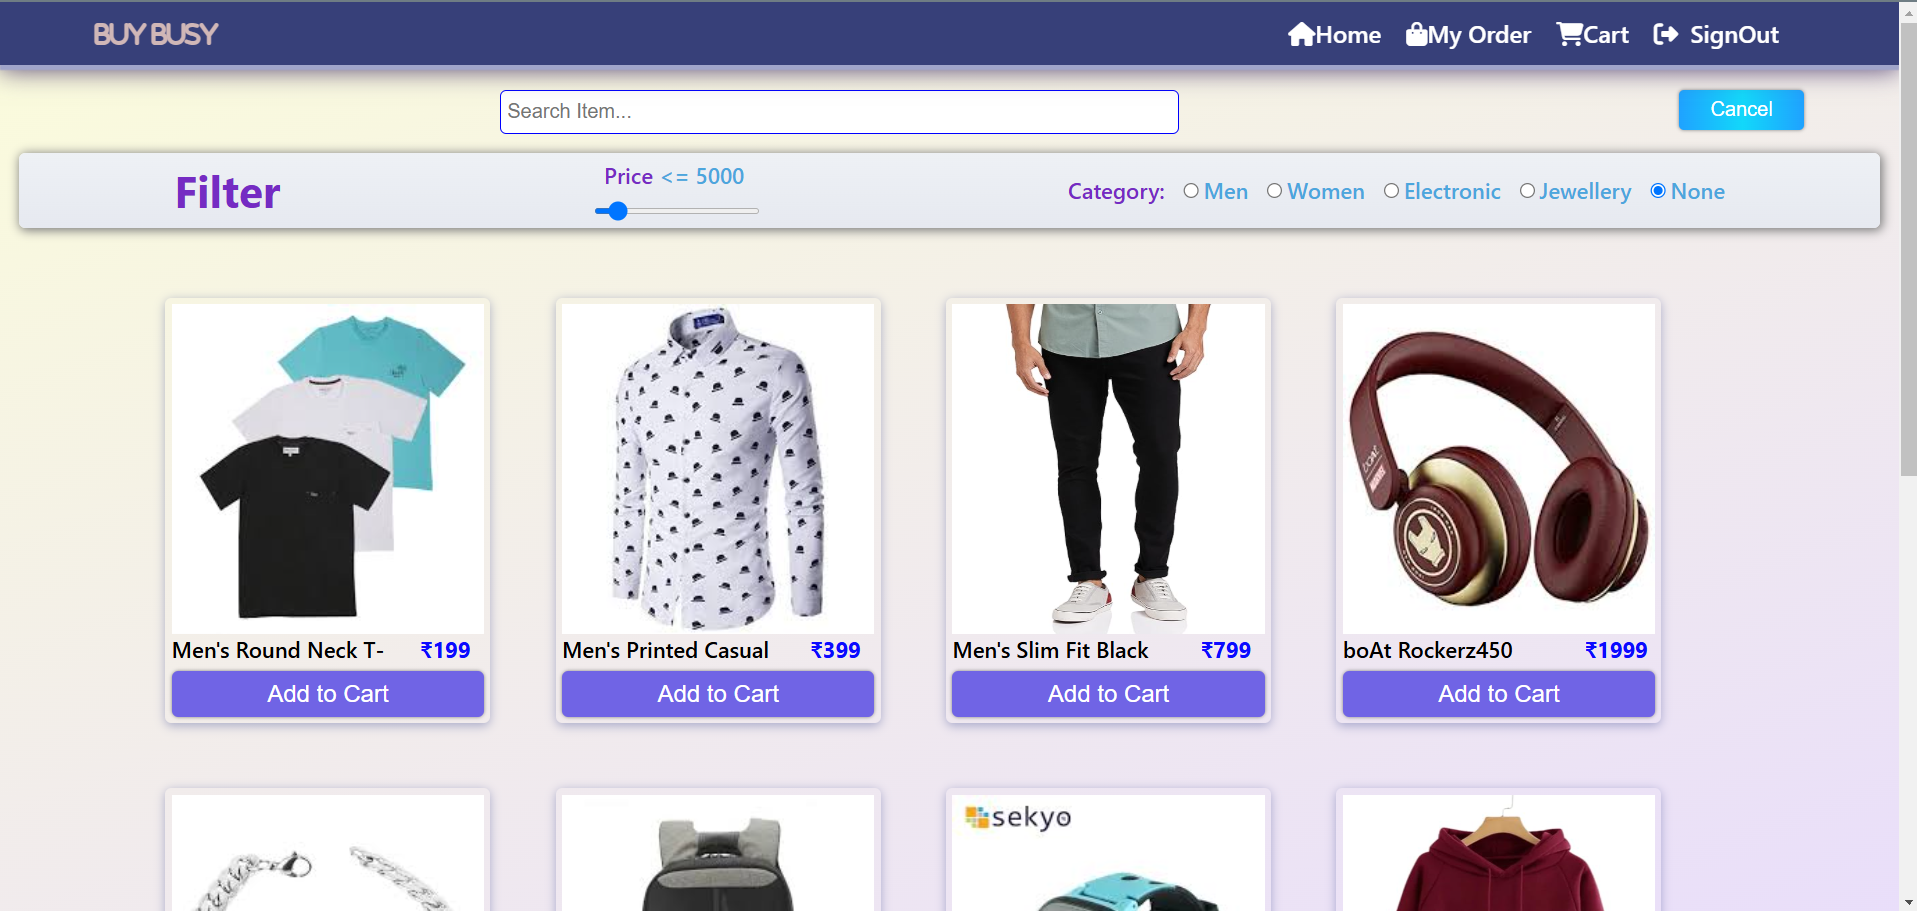 BUY BUSY
Home My Order Cart SignOut
Search Item...
Cancel
Filter
Price <= 5000
Category: Men Women Electronic Jewellery None
Men's Round Neck T- ₹199
Add to Cart
Men's Printed Casual ₹399
Add to Cart
Men's Slim Fit Black ₹799
Add to Cart
boAt
MARVEL
boAt Rockerz450 ₹1999
Add to Cart
sekyo